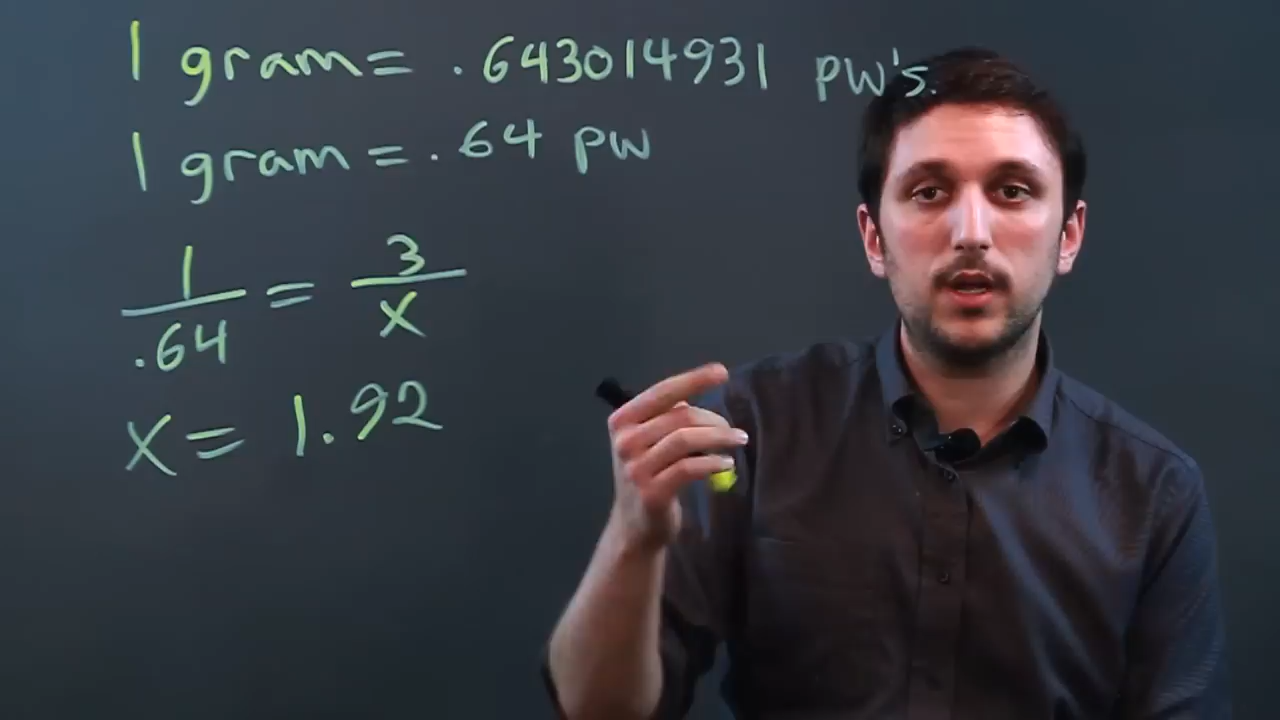 1 gram = .643014931 pw's.
1 gram = .64 pw
1/.64 = 3/x
x = 1.92